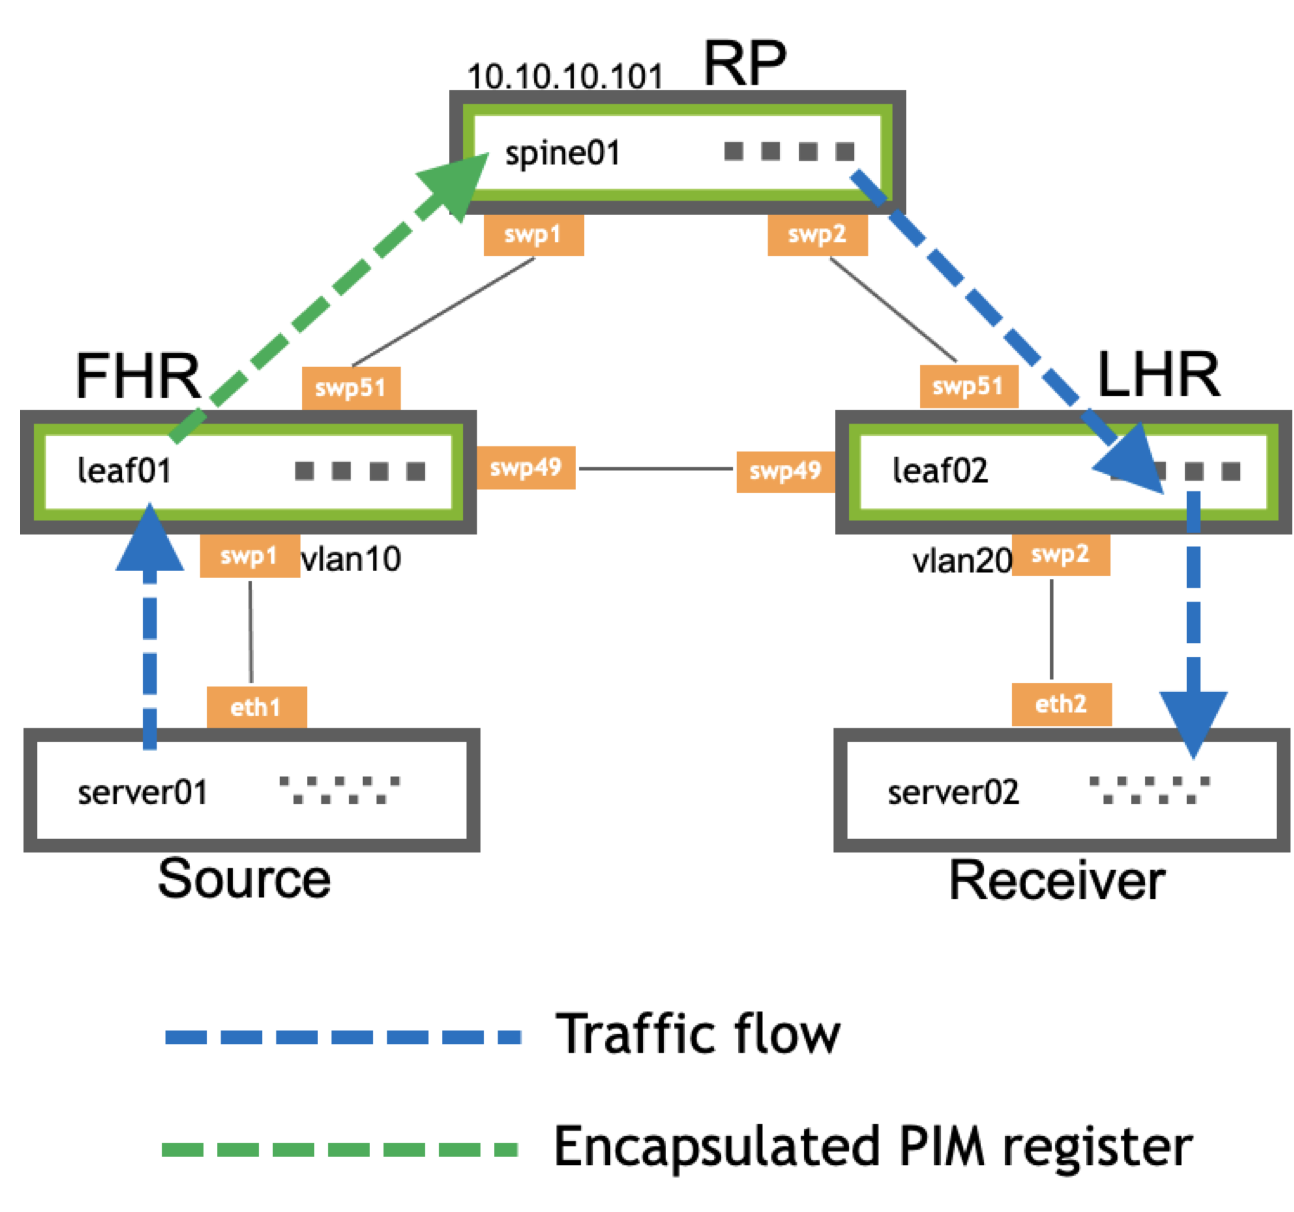 RP
10.10.10.101
spine01
swp1
swp2
FHR
LHR
swp51
swp51
leaf01
swp49
swp49
leaf02
swp1
vlan10
vlan20
swp2
eth1
eth2
server01
server02
Source
Receiver
Traffic flow
Encapsulated PIM register